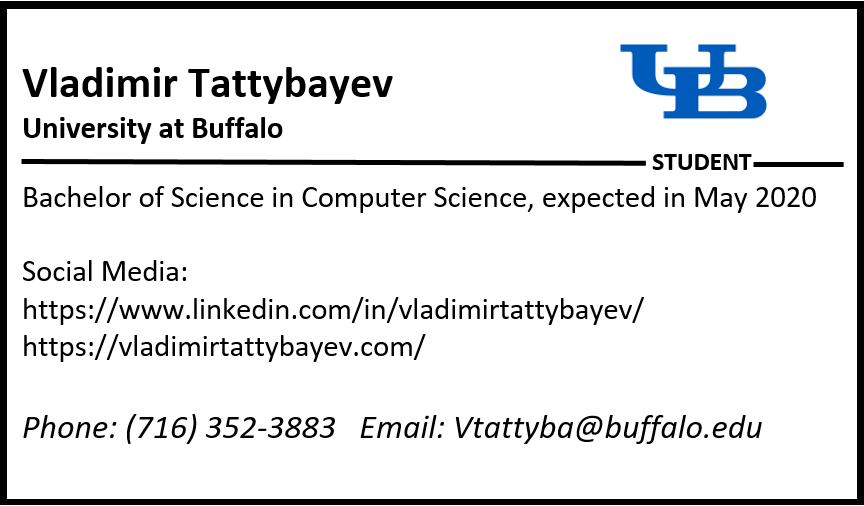 Vladimir Tattybayev
University at Buffalo
UB
STUDENT
Bachelor of Science in Computer Science, expected in May 2020
Social Media:
https://www.linkedin.com/in/vladimirtattybayev/
https://vladimirtattybayev.com/
Phone: (716) 352-3883   Email: Vtattyba@buffalo.edu